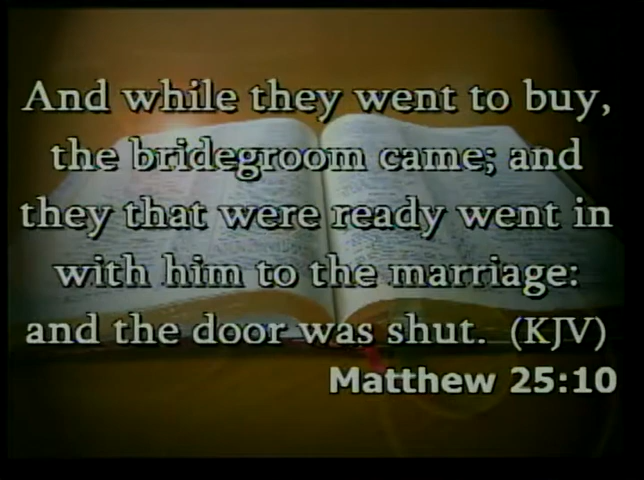 And while they went to buy,
the bridegroom came; and
they that were ready went in
with him to the marriage:
and the door was shut. (KJV)
Matthew 25:10